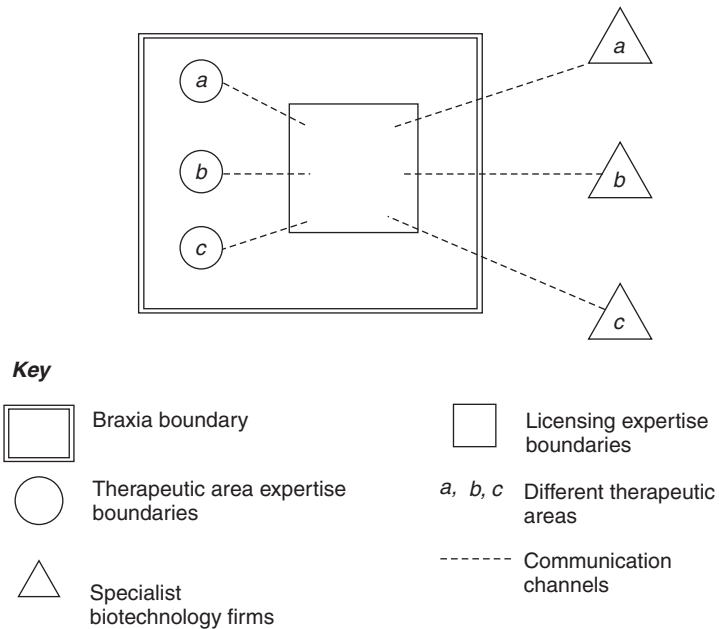 a
a
b
b
c
c
Key
Braxia boundary
Licensing expertise
boundaries
Therapeutic area expertise
boundaries
a, b, c Different therapeutic
areas
Specialist
biotechnology firms
Communication
channels